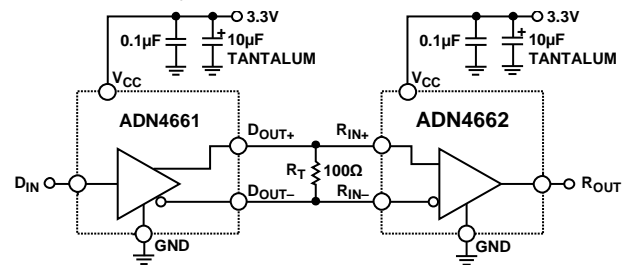 3.3V
0.1µF
+
10µF
TANTALUM
VCC
ADN4661
DIN
DOUT+
DOUT–
GND
RT
100Ω
3.3V
0.1µF
+
10µF
TANTALUM
VCC
ADN4662
RIN+
RIN–
ROUT
GND